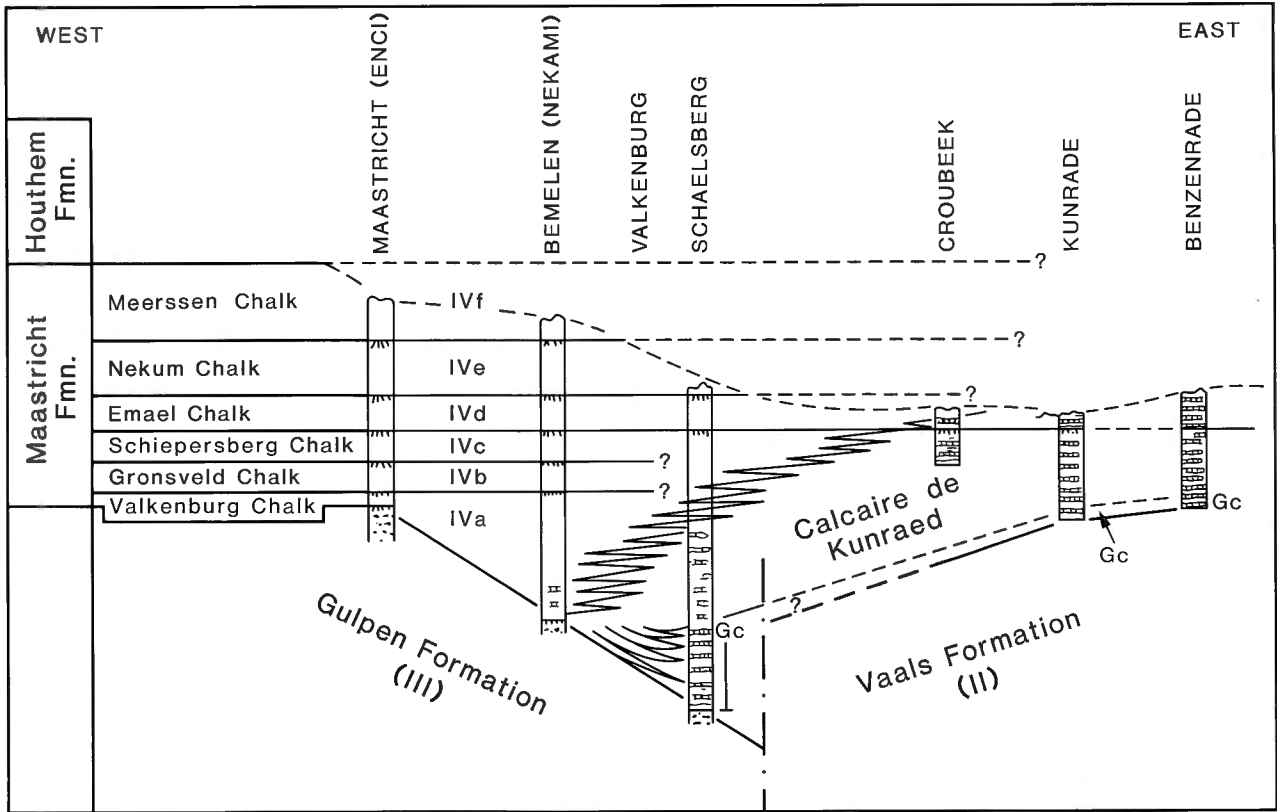 WEST
EAST
MAASTRICHT (ENCI)
BEMELEN (NEKAMI)
VALKENBURG
SCHAELSBERG
CROUBEEK
KUNRADE
BENZENRADE
Houthem
Fmn.
?
Maastricht
Fmn.
Meerssen Chalk
IVf
?
Nekum Chalk
IVe
?
Emael Chalk
IVd
Schiepersberg Chalk
IVc
?
Gronsveld Chalk
IVb
?
Valkenburg Chalk
IVa
Calcaire de
Kunraed
Gc
Gc
Gc
?
Gulpen Formation
(III)
Vaals Formation
(II)